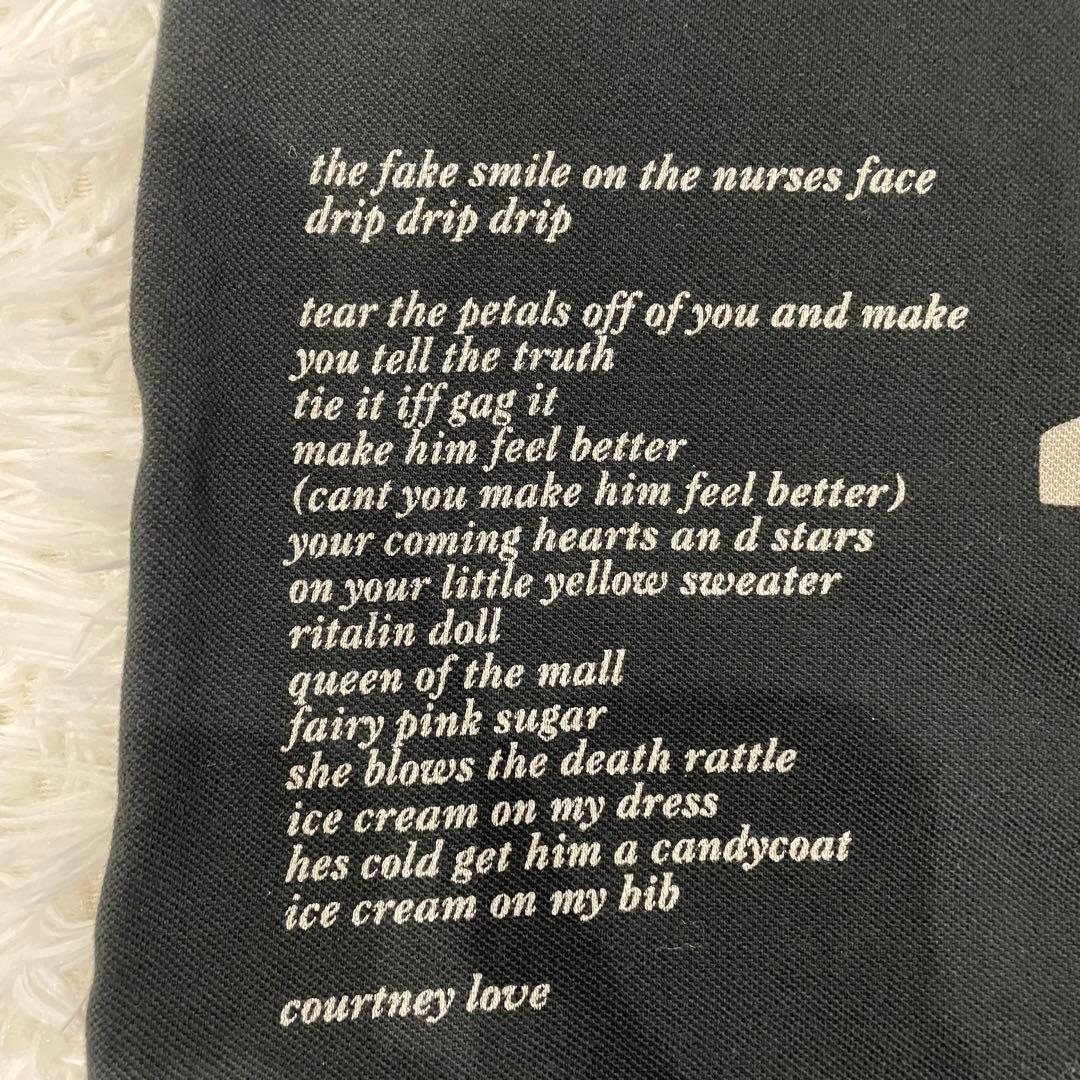 the fake smile on the nurses face
drip drip drip
tear the petals off of you and make
you tell the truth
tie it iff gag it
make him feel better
(cant you make him feel better)
your coming hearts an d stars
on your little yellow sweater
ritalin doll
queen of the mall
fairy pink sugar
she blows the death rattle
ice cream on my dress
hes cold get him a candycoat
ice cream on my bib
courtney love